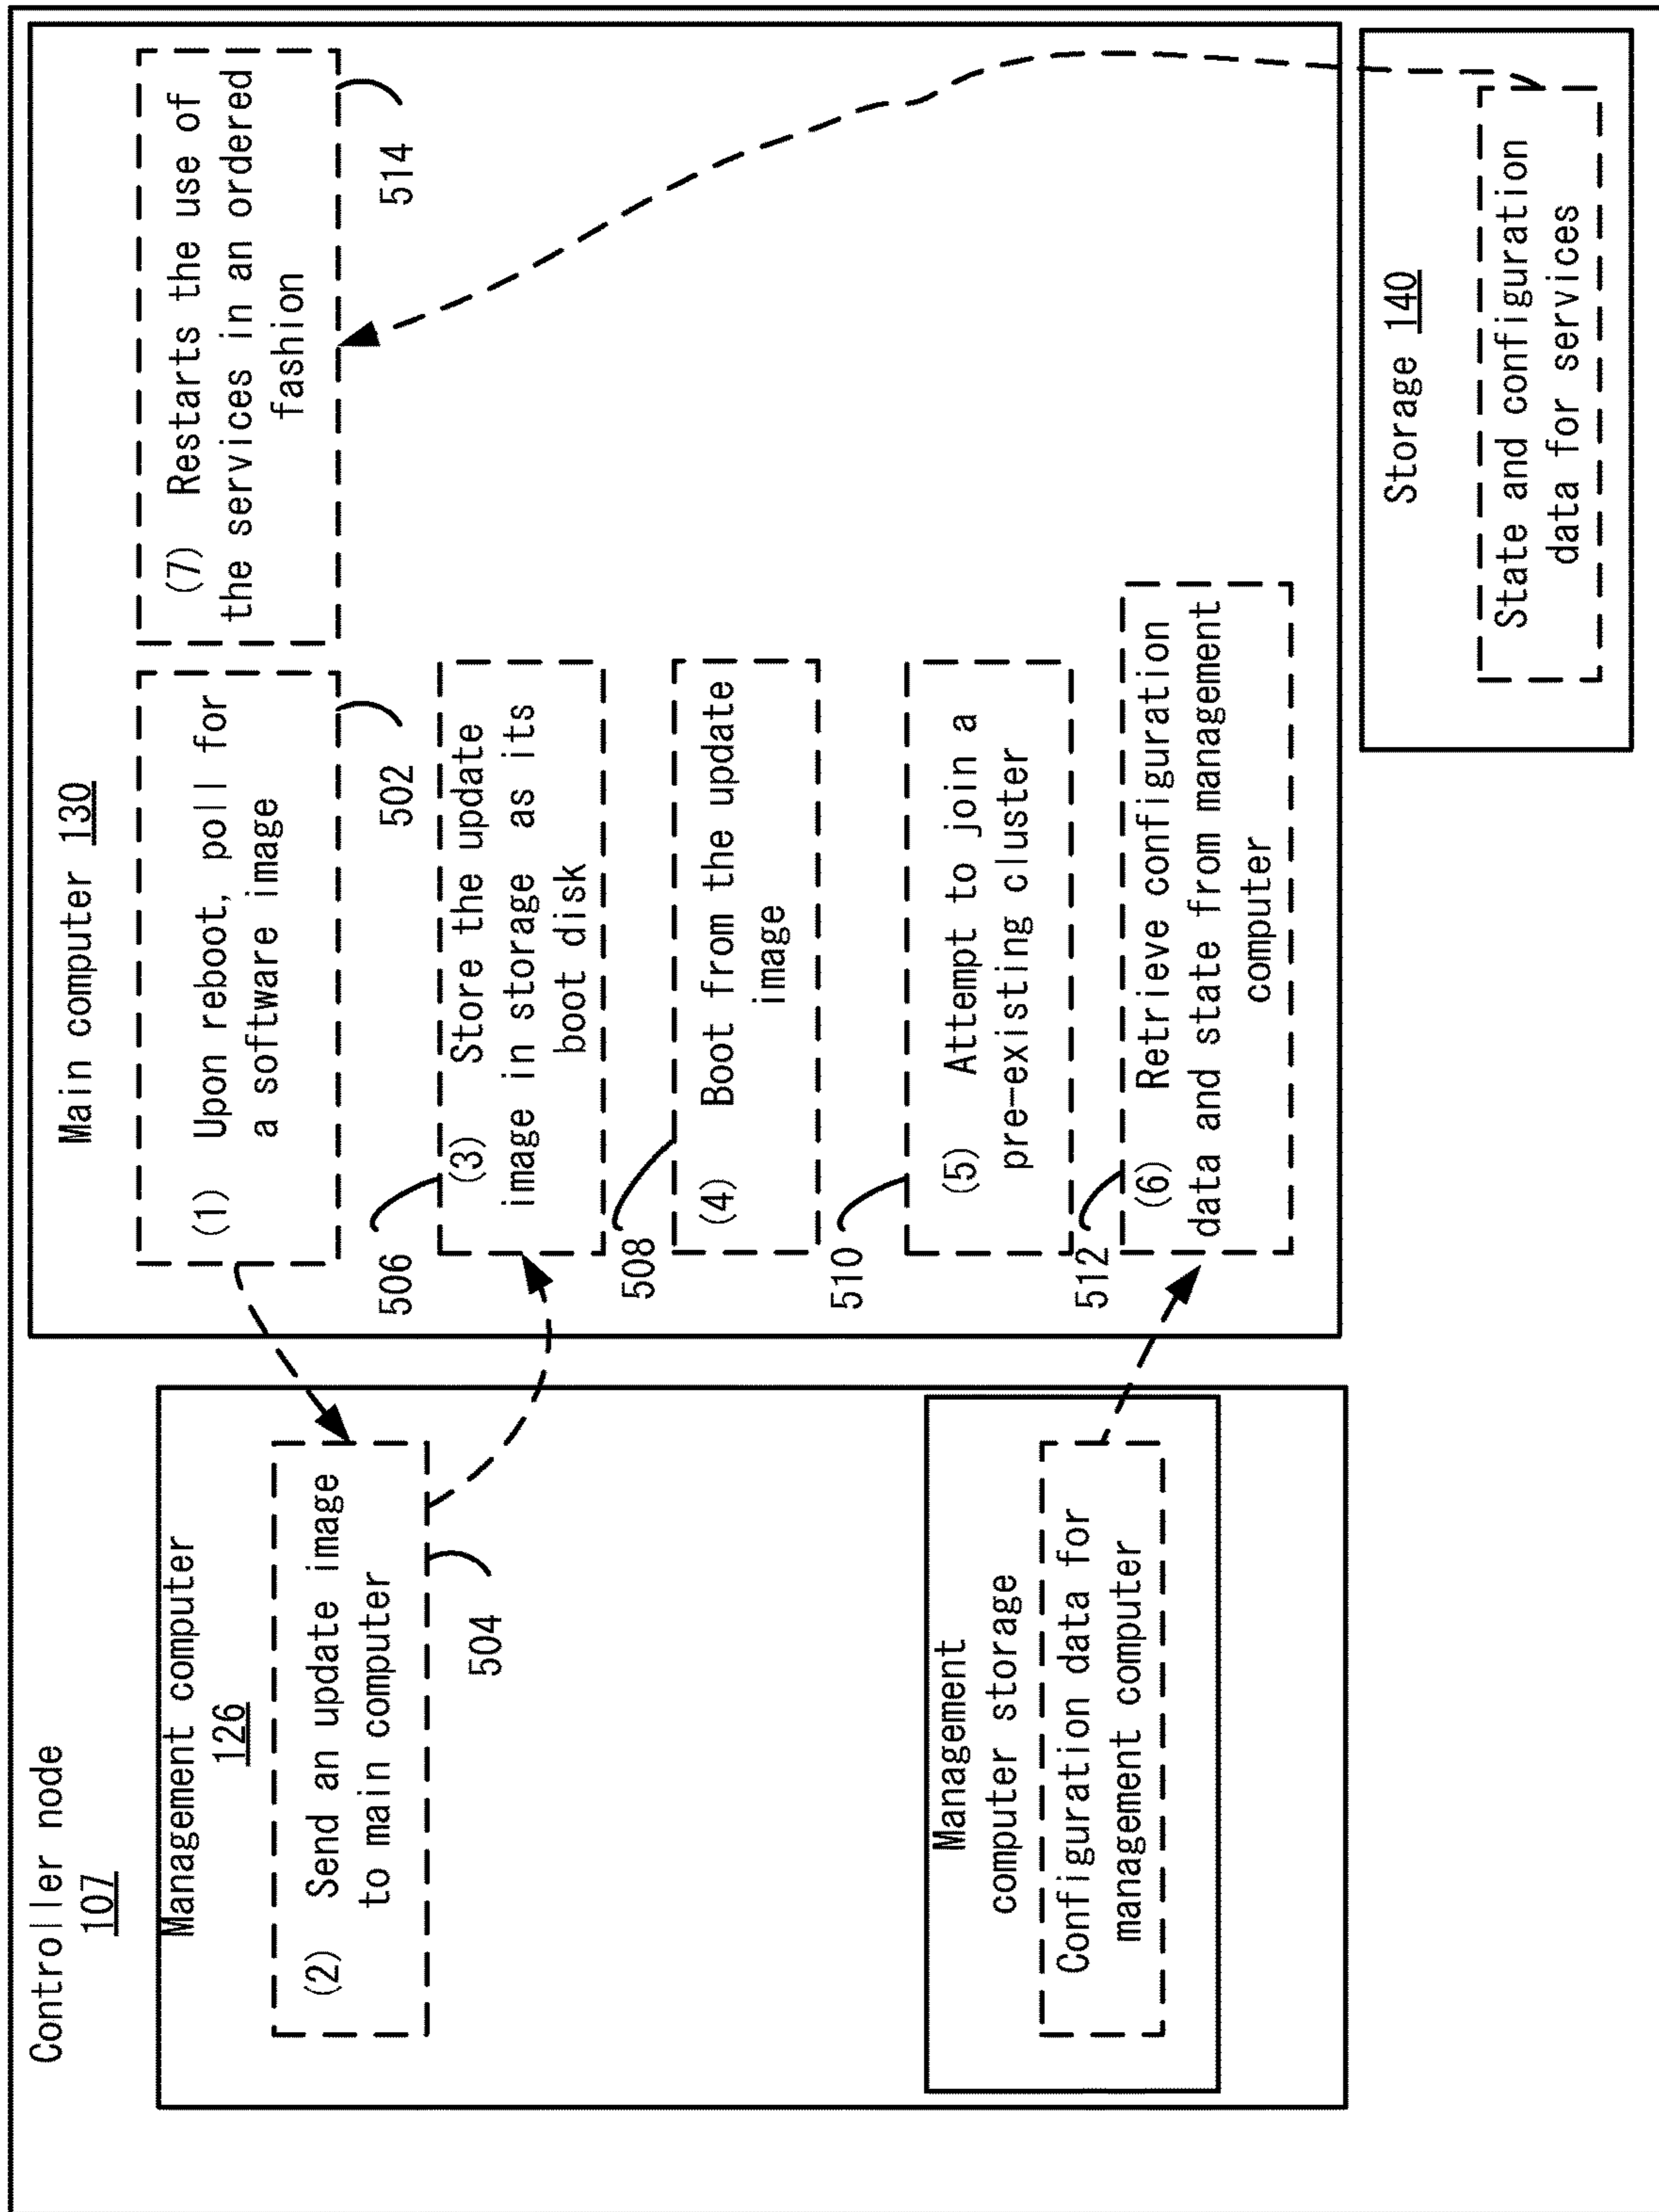 Controller node
107
Management computer
126
(2) Send an update image
to main computer
504
Management
computer storage
Configuration data for
management computer
Main computer 130
(1) Upon reboot, poll for
a software image
502
506
(3) Store the update
image in storage as its
boot disk
508
(4) Boot from the update
image
510
(5) Attempt to join a
pre-existing cluster
512
(6) Retrieve configuration
data and state from management
computer
(7) Restarts the use of
the services in an ordered
fashion
514
Storage 140
State and configuration
data for services